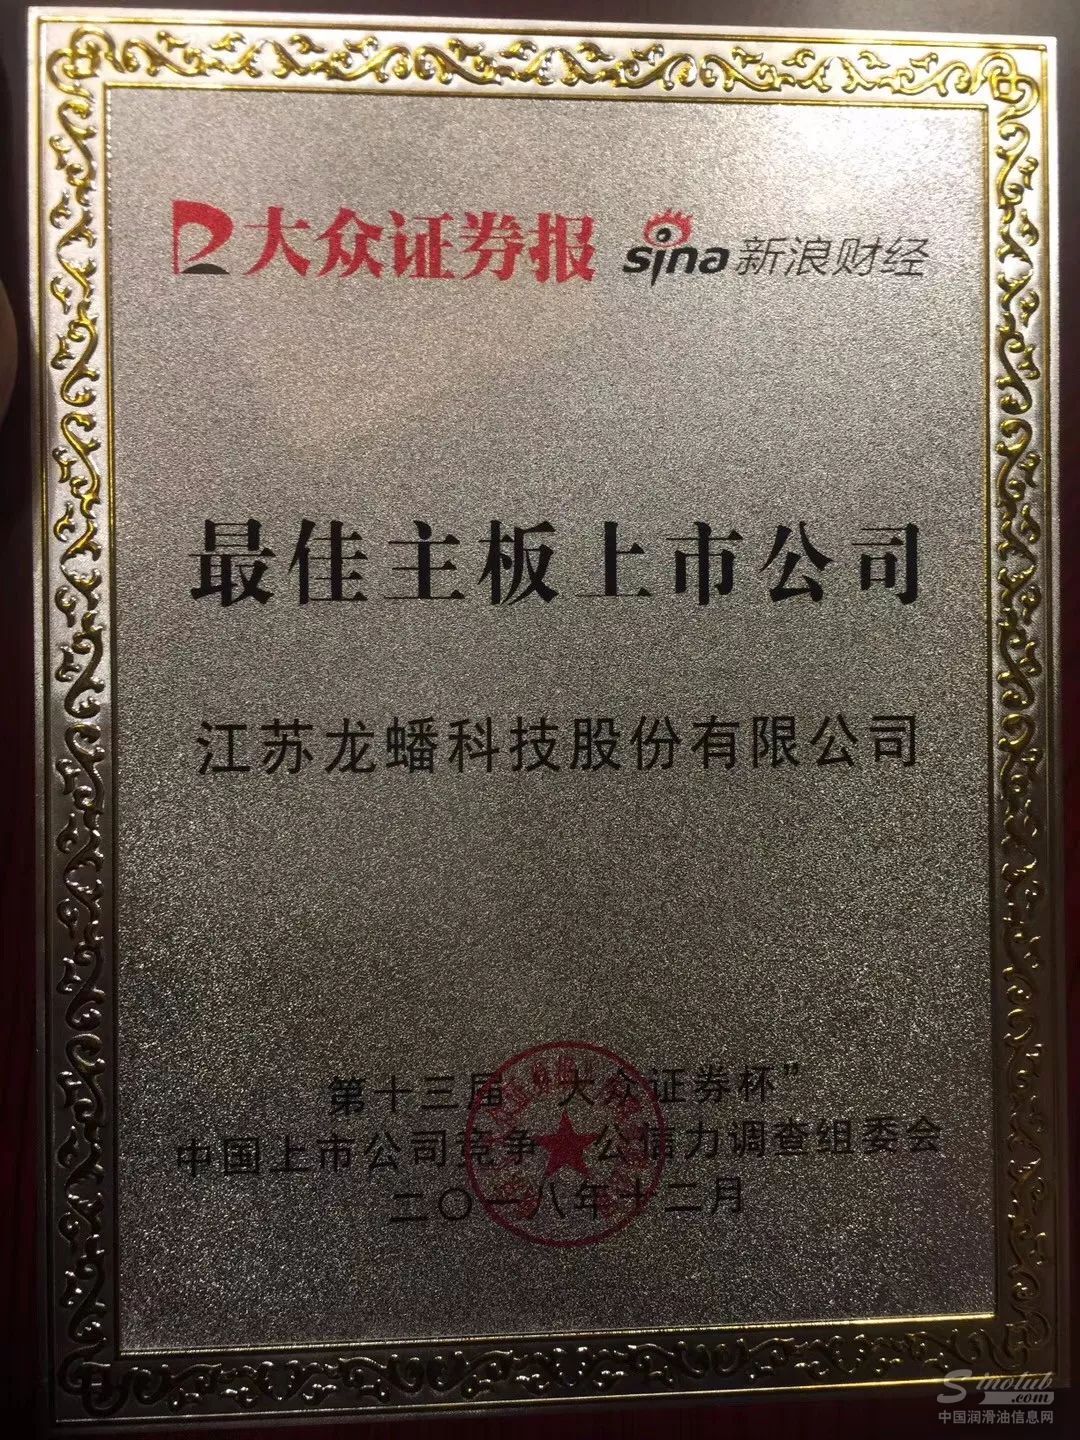 大众证券报 sina新浪财经
最佳主板上市公司
江苏龙蟠科技股份有限公司
第十三届“大众证券杯”
中国上市公司竞争 公信力调查组委会
二〇一八年十二月
Sinolub.com
中国润滑油信息网